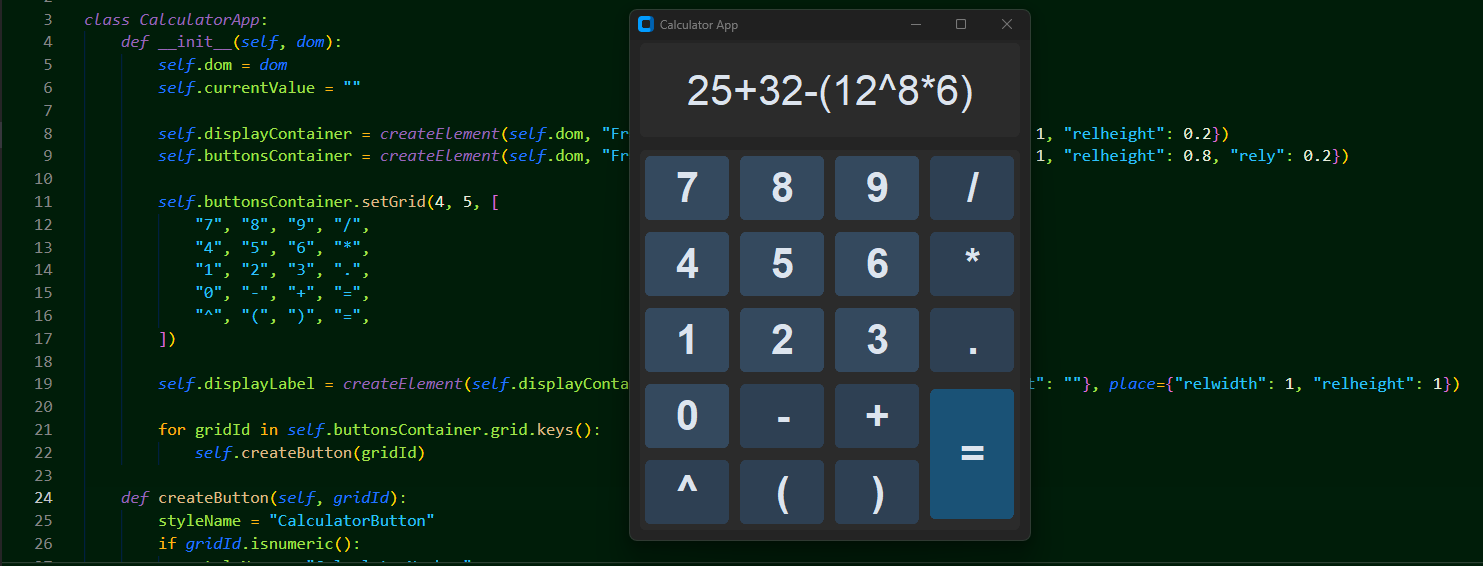 3 class CalculatorApp:
4 def __init__(self, dom):
5 self.dom = dom
6 self.currentValue = ""
7
8 self.displayContainer = createElement(self.dom, "Fr 1, "relheight": 0.2})
9 self.buttonsContainer = createElement(self.dom, "Fr 1, "relheight": 0.8, "rely": 0.2})
10
11 self.buttonsContainer.setGrid(4, 5, [
12 "7", "8", "9", "/",
13 "4", "5", "6", "*",
14 "1", "2", "3", ".",
15 "0", "-", "+", "=",
16 "^", "(", ")", "=",
17 ])
18
19 self.displayLabel = createElement(self.displayConta t": ""}, place={"relwidth": 1, "relheight": 1})
20
21 for gridId in self.buttonsContainer.grid.keys():
22 self.createButton(gridId)
23
24 def createButton(self, gridId):
25 styleName = "CalculatorButton"
26 if gridId.isnumeric():
Calculator App
25+32-(12^8*6)
7 8 9 /
4 5 6 *
1 2 3 .
0 - + =
^ ( )